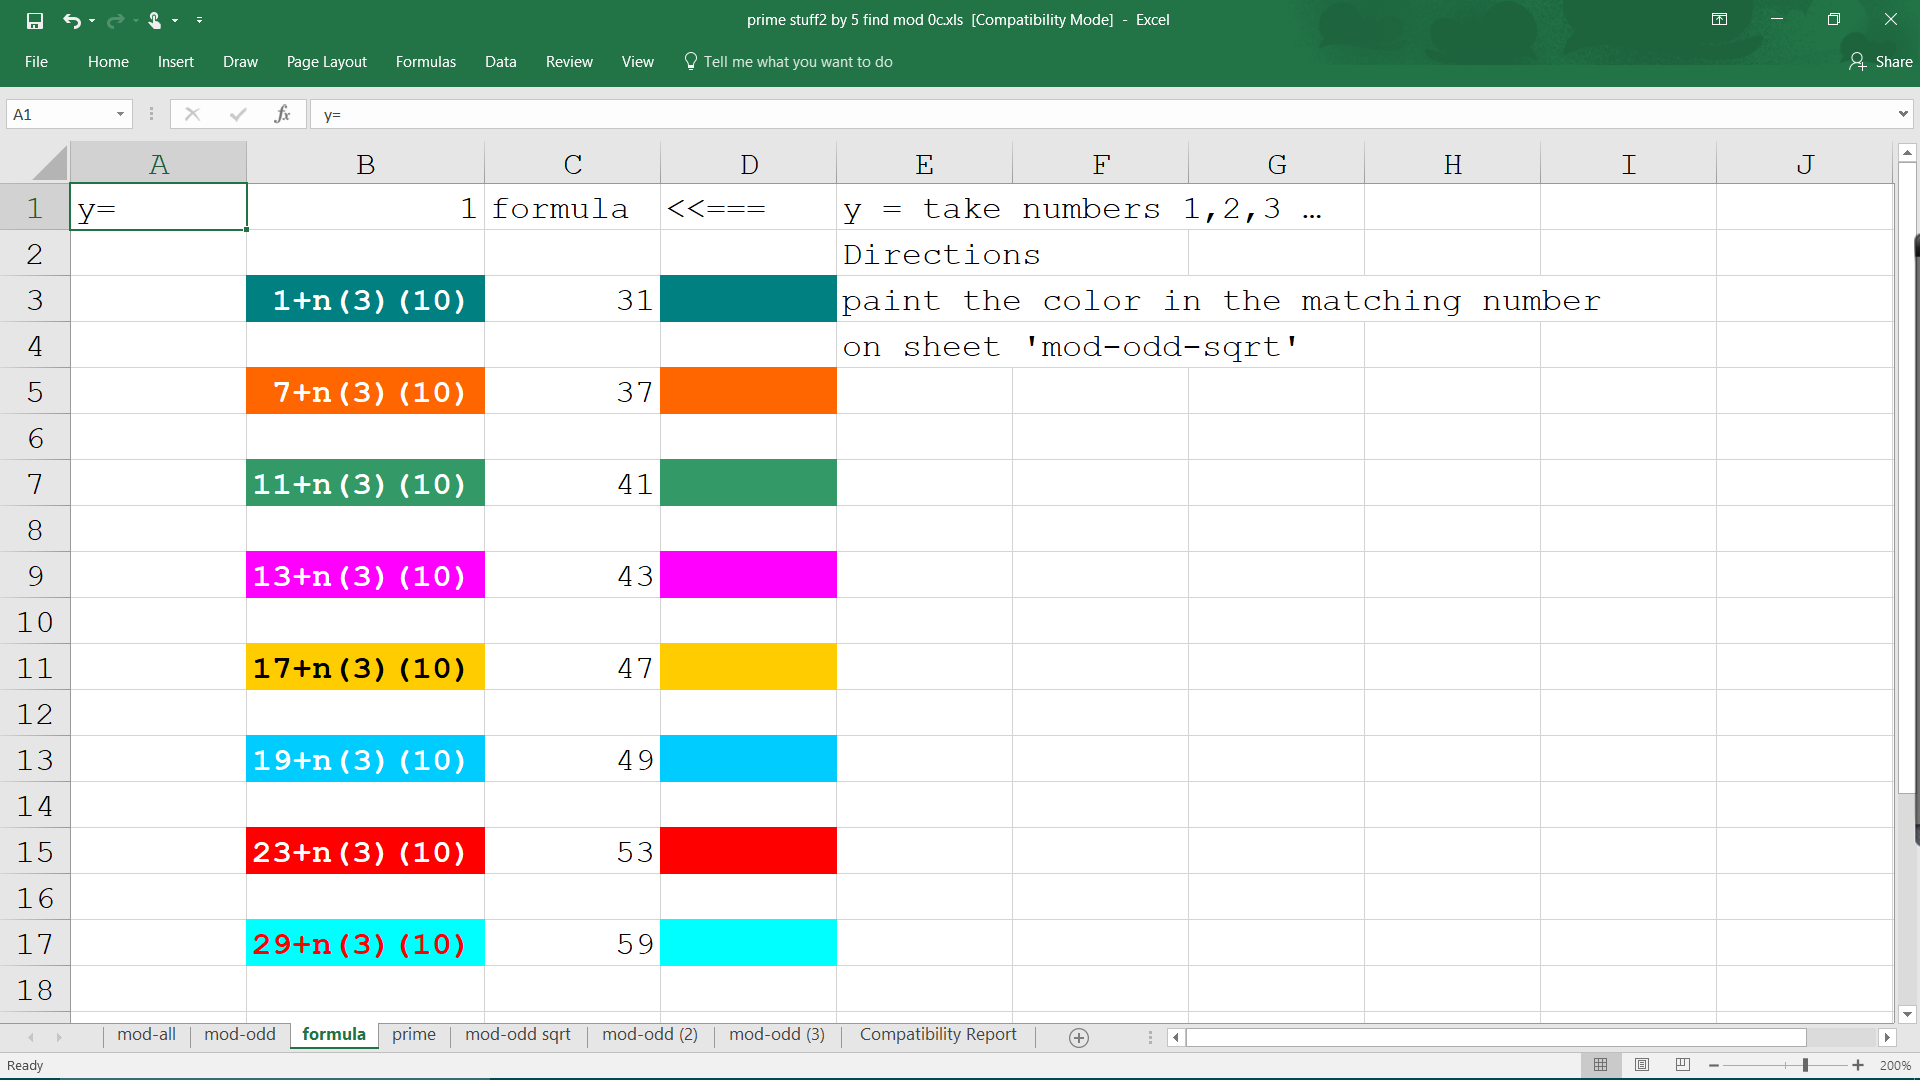 prime stuff2 by 5 find mod 0c.xls [Compatibility Mode] - Excel
File Home Insert Draw Page Layout Formulas Data Review View Tell me what you want to do Share
A1 fx y=
A B C D E F G H I J
1 y= 1 formula <<=== y = take numbers 1,2,3 …
2 Directions
3 1+n(3)(10) 31 paint the color in the matching number
4 on sheet 'mod-odd-sqrt'
5 7+n(3)(10) 37
6
7 11+n(3)(10) 41
8
9 13+n(3)(10) 43
10
11 17+n(3)(10) 47
12
13 19+n(3)(10) 49
14
15 23+n(3)(10) 53
16
17 29+n(3)(10) 59
18
mod-all mod-odd formula prime mod-odd sqrt mod-odd (2) mod-odd (3) Compatibility Report
Ready 200%